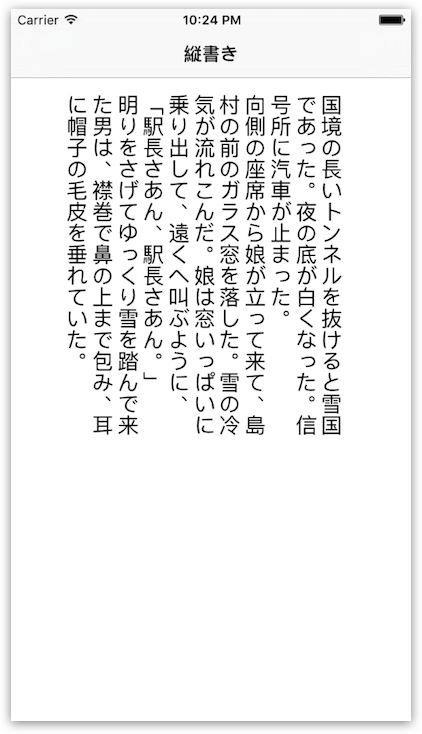 Carrier 10:24 PM
縦書き
国境の長いトンネルを抜けると雪国
であった。夜の底が白くなった。信
号所に汽車が止まった。
向側の座席から娘が立って来て、島
村の前のガラス窓を落した。雪の冷
気が流れこんだ。娘は窓いっぱいに
乗り出して、遠くへ叫ぶように、
「駅長さあん、駅長さあん。」
明りをさげてゆっくり雪を踏んで来
た男は、襟巻で鼻の上まで包み、耳
に帽子の毛皮を垂れていた。